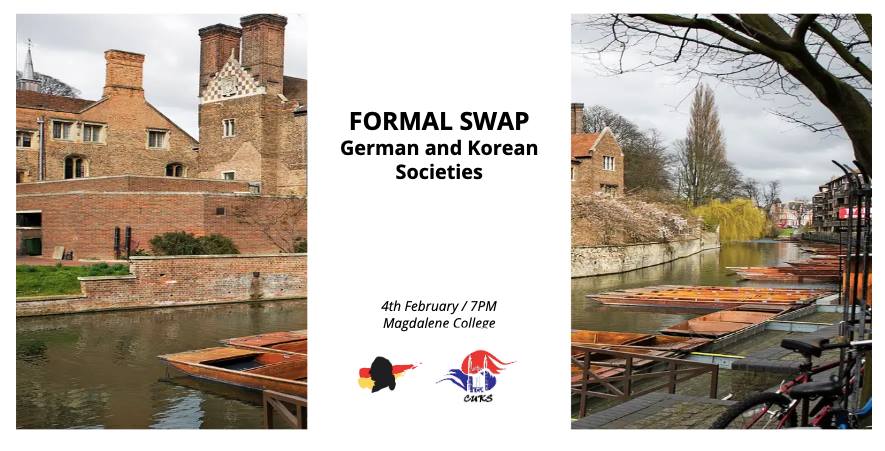 FORMAL SWAP
German and Korean
Societies
4th February / 7PM
Magdalene College
CUKS